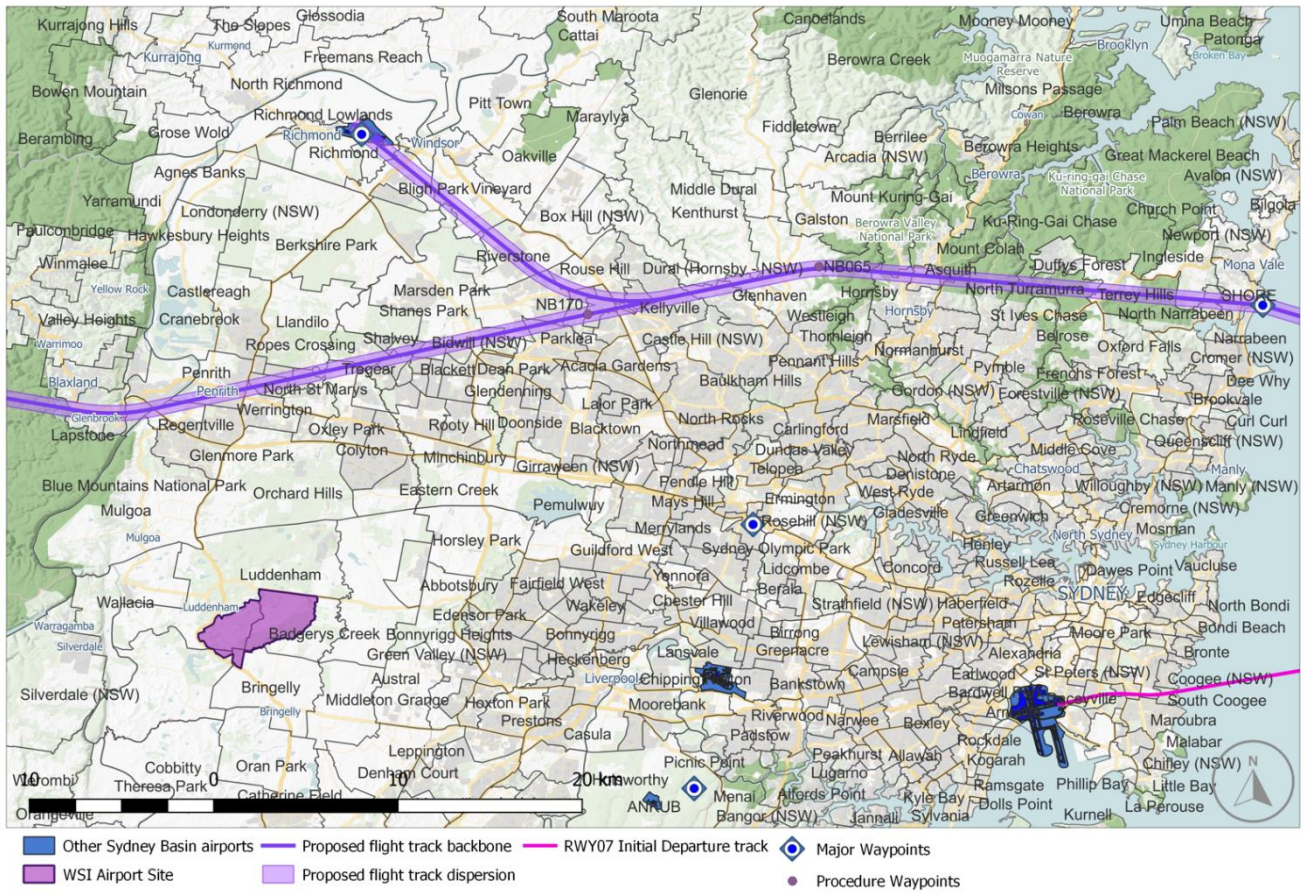 Kurrajong Hills The Slopes Glossodia South Maroota Canoelands Mooney Mooney Umina Beach
Kurmond Cattai Brooklyn Patonga
Kurrajong Freemans Reach Berowra Creek Muogamarra Nature Reserve Broken Bay
Bowen Mountain North Richmond Pitt Town Glenorie Milsons Passage
Richmond Lowlands Maraylya Fiddletown Cowan Berowra Palm Beach (NSW)
Berambing Grose Wold Richmond Windsor Berrilee
Richmond Oakville Arcadia (NSW) Berowra Heights Great Mackerel Beach
Agnes Banks Berowra Ku-ring-gai Chase National Park Avalon (NSW)
Yarramundi Bligh Park Vineyard Middle Dural Mount Kuring-Gai Bilgola
Londonderry (NSW) Box Hill (NSW) Kenthurst Galston Berowra Valley National Park Ku-Ring-Gai Chase Church Point
Faulconbridge Hawkesbury Heights Berkshire Park Newport (NSW)
Winmalee Riverstone Rouse Hill Dural (Hornsby - NSW) NB065 Mount Colah Asquith Duffys Forest Ingleside Mona Vale
Yellow Rock Castlereagh Marsden Park Glenhaven Hornsby North Turramurra Terrey Hills SHORE
Valley Heights Cranebrook Llandilo Shanes Park NB170 Kellyville Westleigh Hornsby St Ives Chase North Narrabeen
Warrimoo Ropes Crossing Shalvey Bidwill (NSW) Parklea Castle Hill (NSW) Thornleigh Normanhurst Belrose Oxford Falls Narrabeen
Blaxland Penrith Tregear Blackett Dean Park Acacia Gardens Pennant Hills Pymble Frenchs Forest Cromer (NSW)
Penrith North St Marys Glendenning Baulkham Hills Gordon (NSW) Forestville (NSW) Dee Why
Glenbrook Werrington Lalor Park Brookvale
Lapstone Regentville Oxley Park Rooty Hill Doonside Blacktown North Rocks Carlingford Marsfield Lindfield Roseville Chase Curl Curl
Glenmore Park Colyton Minchinbury Northmead Dundas Valley Middle Cove Queenscliff (NSW)
Girraween (NSW) Telopea North Ryde Chatswood Manly
Blue Mountains National Park Orchard Hills Eastern Creek Pendle Hill Denistone Artarmon Willoughby (NSW) Manly (NSW)
Mulgoa Pemulwuy Mays Hill Ermington West Ryde Gladesville Greenwich Cremorne (NSW)
Mulgoa Horsley Park Merrylands Rosehill (NSW) North Sydney Mosman
Guildford West Sydney Olympic Park Henley Sydney Harbour
Luddenham Abbotsbury Fairfield West Yennora Lidcombe Concord Russell Lea Dawes Point Vaucluse
Wallacia Luddenham Wakeley Chester Hill Berala Rozelle SYDNEY Edgecliff
Edensor Park Villawood Strathfield (NSW) Haberfield North Bondi
Warragamba Badgerys Creek Bonnyrigg Heights Bonnyrigg Birrong Petersham Moore Park Bondi Beach
Silverdale Green Valley (NSW) Heckenberg Lansvale Greenacre Lewisham (NSW) Alexandria Bronte
Silverdale (NSW) Bringelly Austral Liverpool Bankstown Campsie Earlwood St Peters (NSW) Coogee (NSW)
Middleton Grange Hoxton Park Moorebank South Coogee
Bringelly Prestons Riverwood Narwee Bexley Maroubra
Leppington Casula Padstow Rockdale Malabar
Cobbitty Oran Park Denham Court Picnic Point Peakhurst Allawah Kogarah Chifley (NSW)
Theresa Park Catherine Field Lugarno Ramsgate Phillip Bay Little Bay
Orangeville ANNUB Menai Alfords Point Kyle Bay Dolls Point La Perouse
Bangor (NSW) Jannali Sylvania Kurnell
10 0 10 20 km
N
Other Sydney Basin airports Proposed flight track backbone RWY07 Initial Departure track Major Waypoints
WSI Airport Site Proposed flight track dispersion Procedure Waypoints